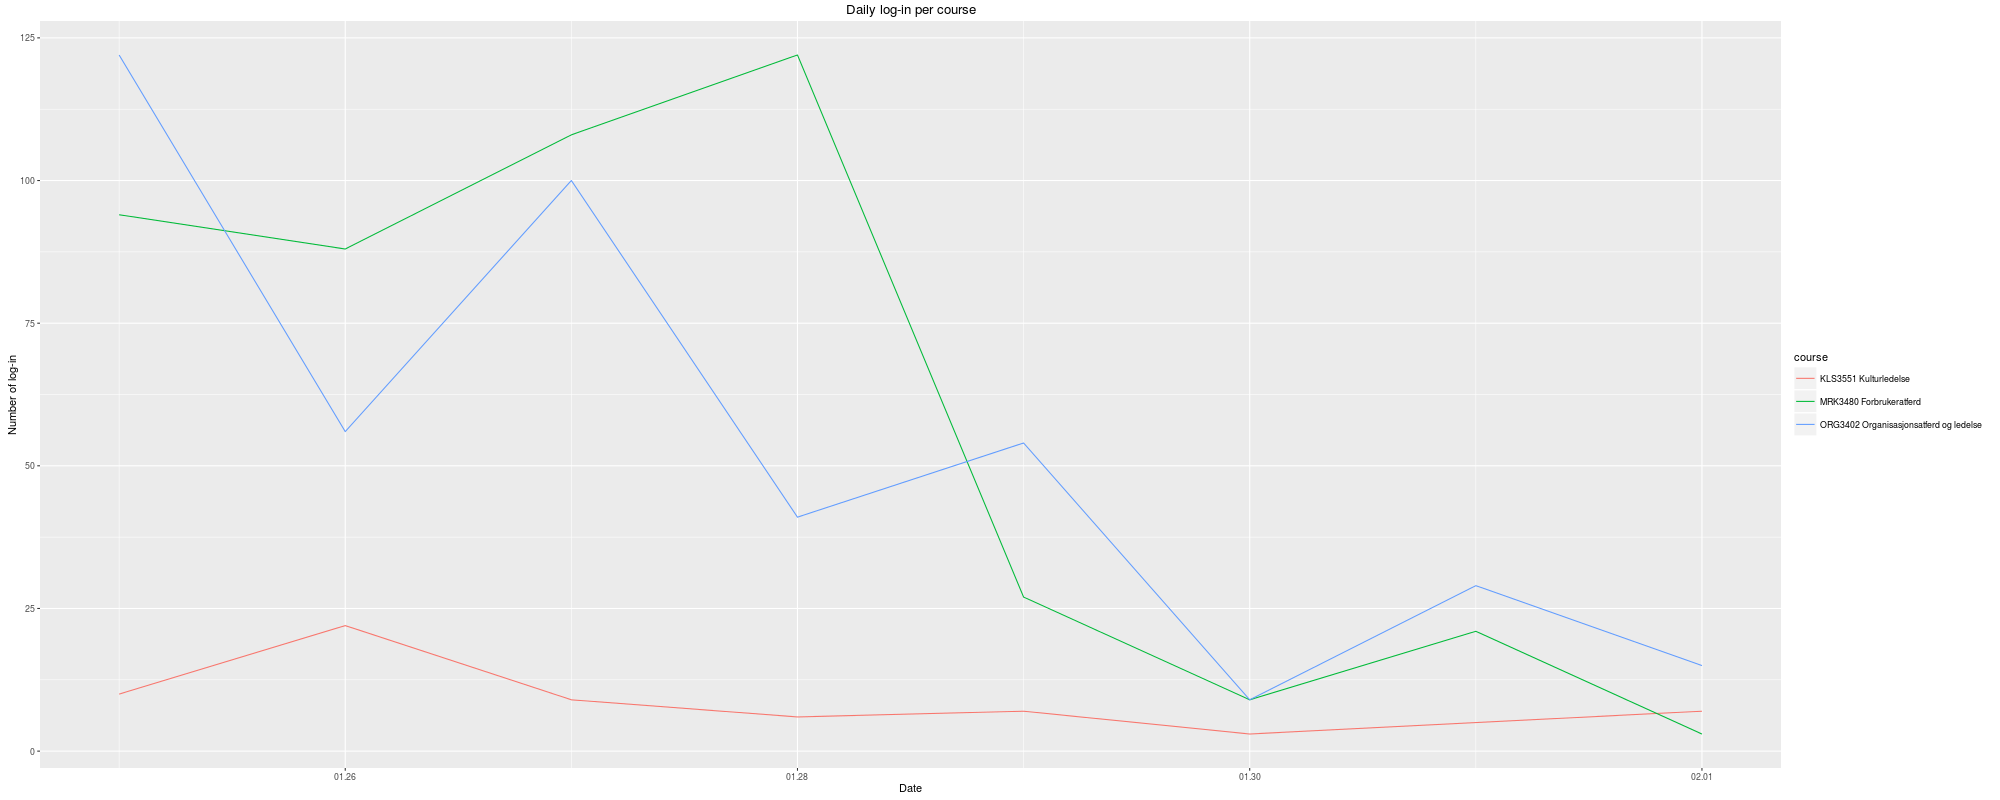 Daily log-in per course
125
100
75
50
25
0
Number of log-in
01.26
01.28
01.30
02.01
Date
course
KLS3551 Kulturledelse
MRK3480 Forbrukeratferd
ORG3402 Organisasjonsatferd og ledelse